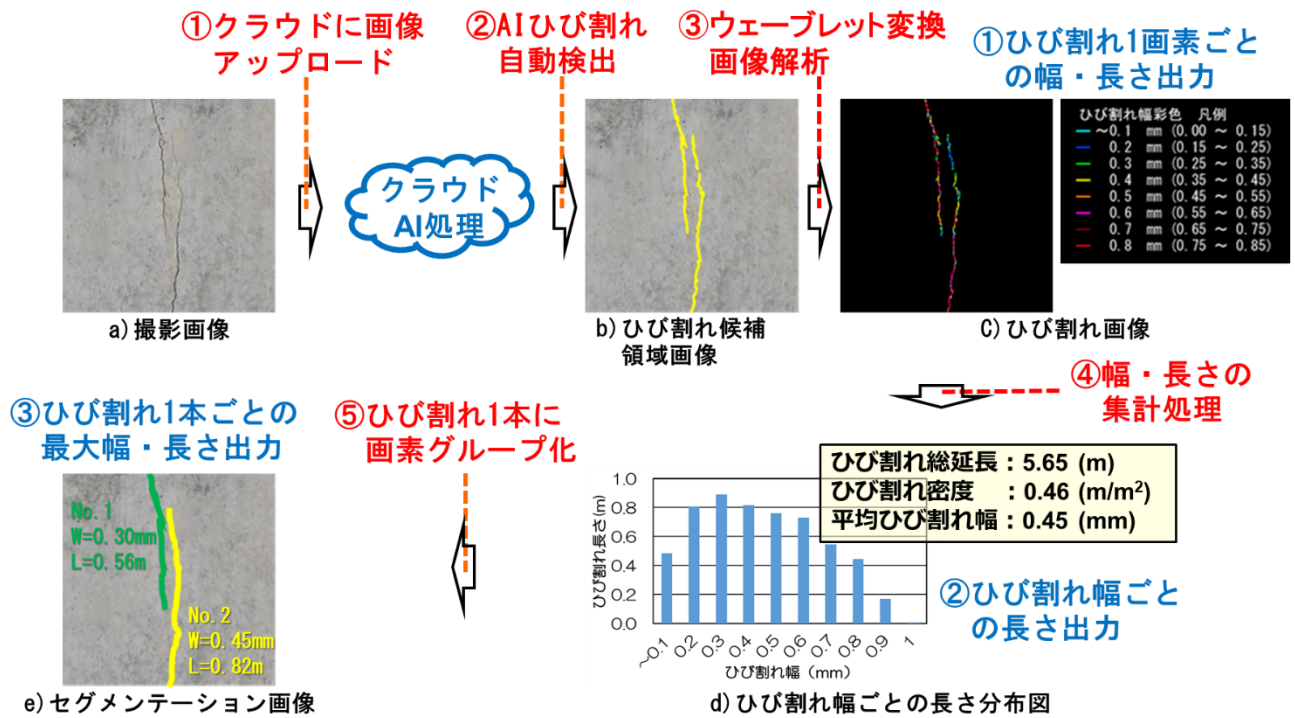 ①クラウドに画像
アップロード
②AIひび割れ
自動検出
③ウェーブレット変換
画像解析
①ひび割れ1画素ごと
の幅・長さ出力
クラウド
AI処理
ひび割れ幅彩色 凡例
~0.1 mm (0.00 ~ 0.15)
0.2 mm (0.15 ~ 0.25)
0.3 mm (0.25 ~ 0.35)
0.4 mm (0.35 ~ 0.45)
0.5 mm (0.45 ~ 0.55)
0.6 mm (0.55 ~ 0.65)
0.7 mm (0.65 ~ 0.75)
0.8 mm (0.75 ~ 0.85)
a)撮影画像
b)ひび割れ候補
領域画像
C)ひび割れ画像
④幅・長さの
集計処理
③ひび割れ1本ごとの
最大幅・長さ出力
⑤ひび割れ1本に
画素グループ化
No.1
W=0.30mm
L=0.56m
No.2
W=0.45mm
L=0.82m
e)セグメンテーション画像
ひび割れ総延長：5.65 (m)
ひび割れ密度 ：0.46 (m/m²)
平均ひび割れ幅：0.45 (mm)
ひび割れ長さ(m)
1.0
0.8
0.6
0.4
0.2
0.0
~0.1 0.2 0.3 0.4 0.5 0.6 0.7 0.8 0.9 1
ひび割れ幅 (mm)
②ひび割れ幅ごと
の長さ出力
d)ひび割れ幅ごとの長さ分布図